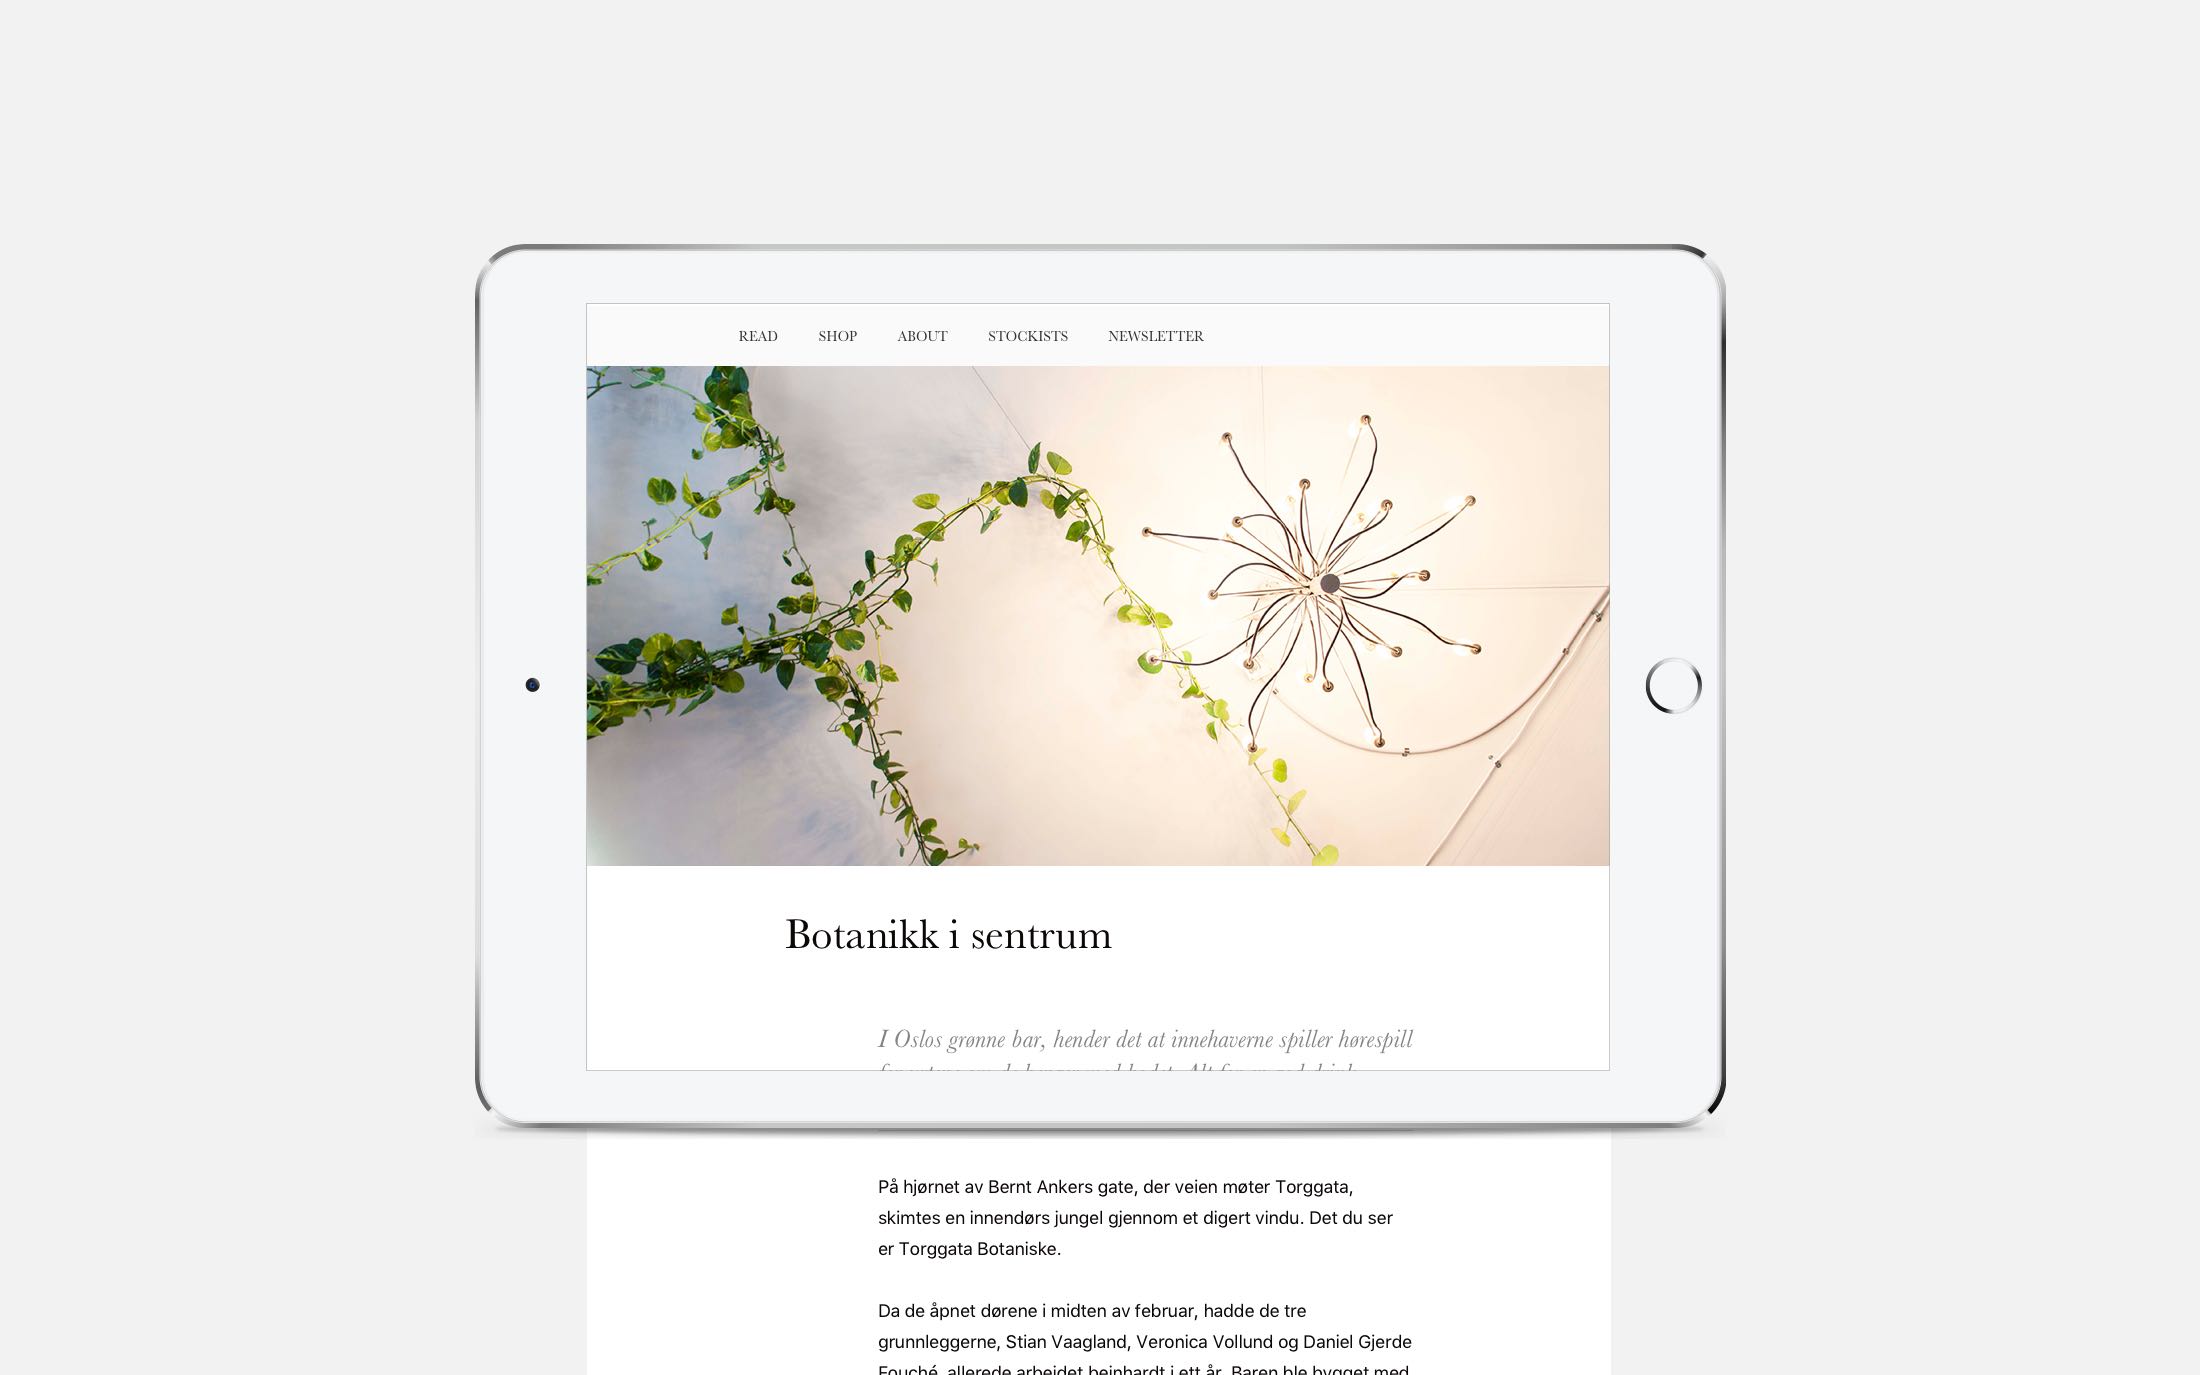 READ SHOP ABOUT STOCKISTS NEWSLETTER
Botanikk i sentrum
I Oslos grønne bar, hender det at innehaverne spiller hørespill
På hjørnet av Bernt Ankers gate, der veien møter Torggata,
skimtes en innendørs jungel gjennom et digert vindu. Det du ser
er Torggata Botaniske.
Da de åpnet dørene i midten av februar, hadde de tre
grunnleggerne, Stian Vaagland, Veronica Vollund og Daniel Gjerde
Fouché, allerede arbeidet beinhardt i ett år. Baren ble bygget med